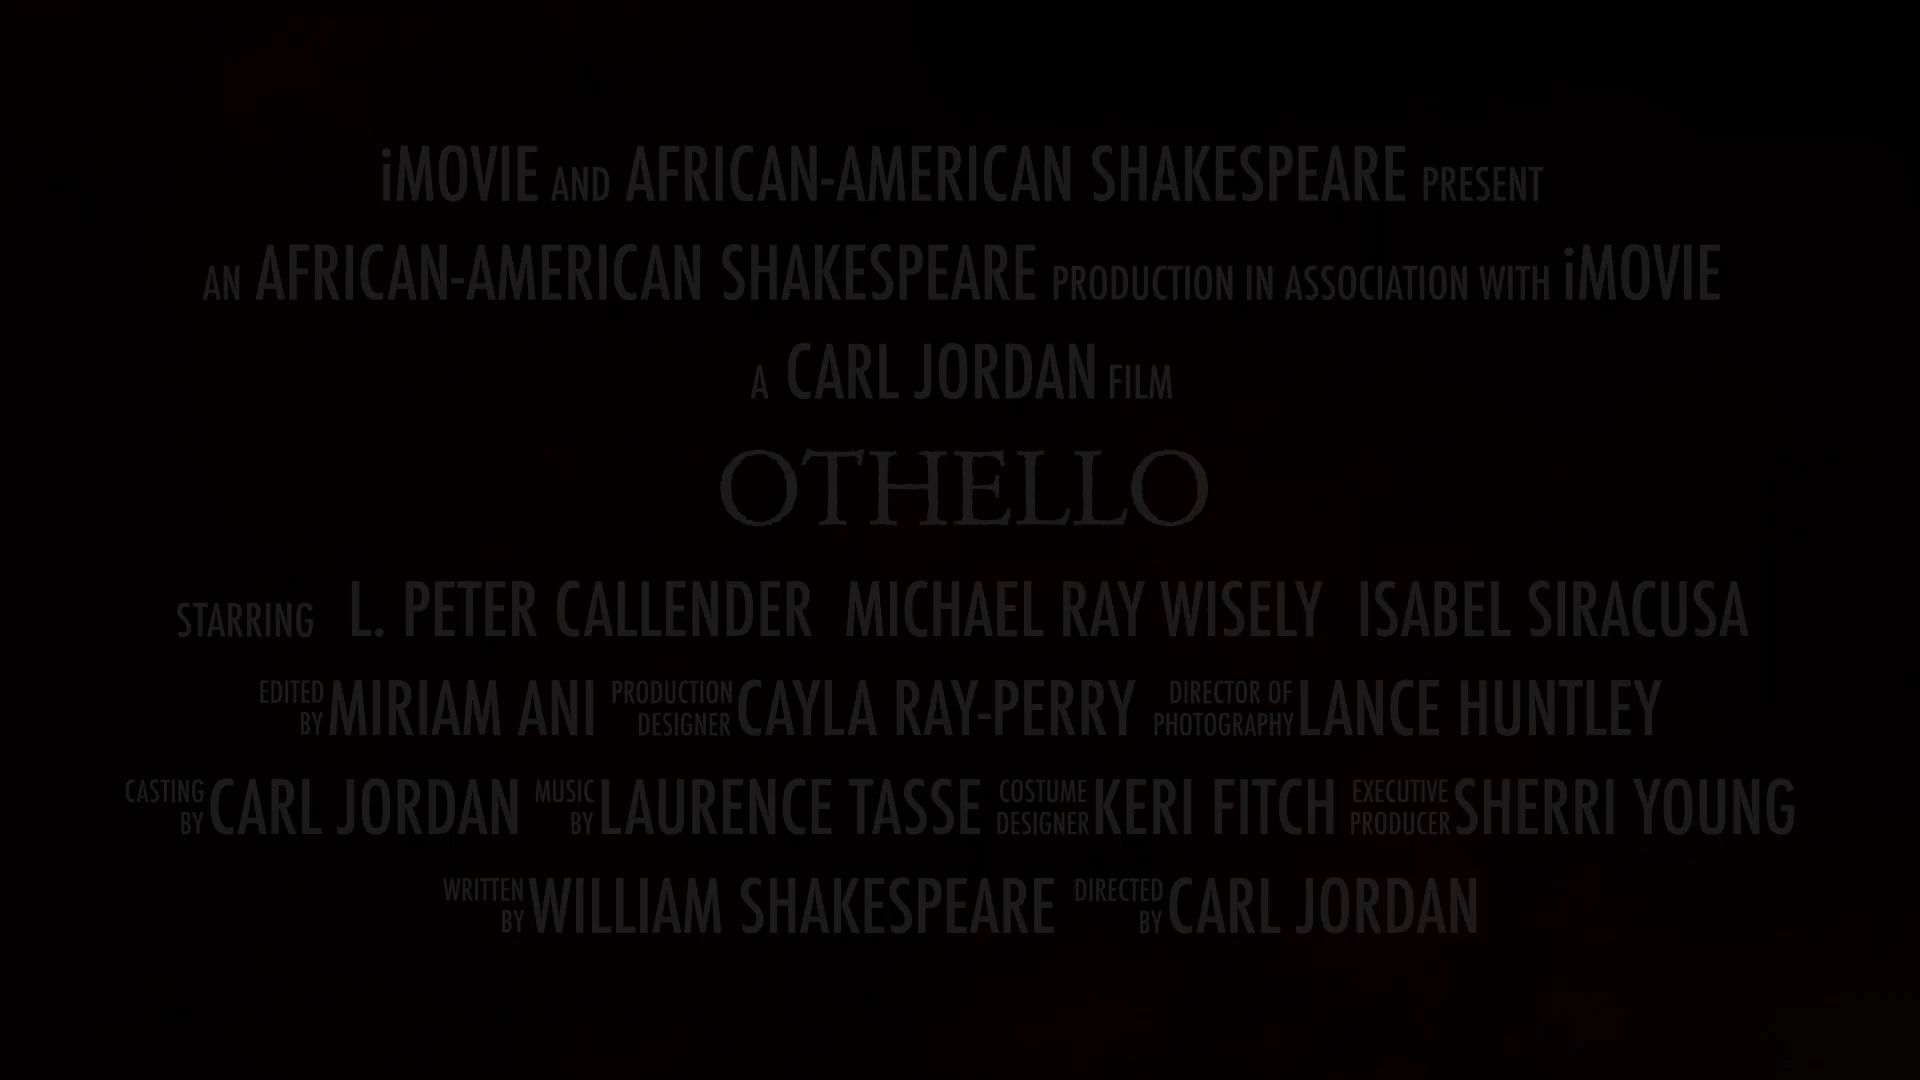 iMOVIE AND AFRICAN-AMERICAN SHAKESPEARE PRESENT
AN AFRICAN-AMERICAN SHAKESPEARE PRODUCTION IN ASSOCIATION WITH iMOVIE
A CARL JORDAN FILM
OTHELLO
STARRING L. PETER CALLENDER MICHAEL RAY WISELY ISABEL SIRACUSA
EDITED BY MIRIAM ANI PRODUCTION DESIGNER CAYLA RAY-PERRY DIRECTOR OF PHOTOGRAPHY LANCE HUNTLEY
CASTING BY CARL JORDAN MUSIC BY LAURENCE TASSE COSTUME DESIGNER KERI FITCH EXECUTIVE PRODUCER SHERRI YOUNG
WRITTEN BY WILLIAM SHAKESPEARE DIRECTED BY CARL JORDAN